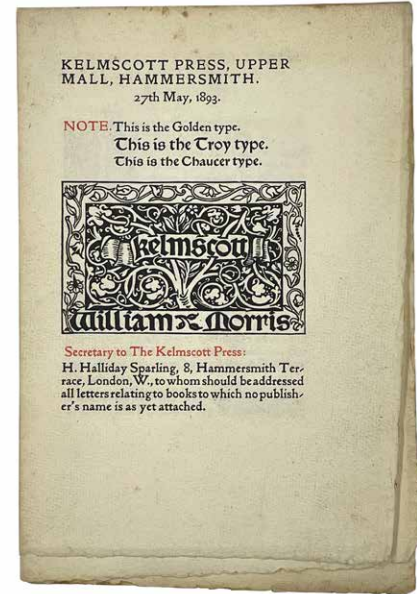 KELMSCOTT PRESS, UPPER
MALL, HAMMERSMITH.
27th May, 1893.
NOTE. This is the Golden type.
This is the Troy type.
This is the Chaucer type.
kelmscott
William Morris
Secretary to The Kelmscott Press:
H. Halliday Sparling, 8, Hammersmith Ter-
race, London, W., to whom should be addressed
all letters relating to books to which no publish-
er's name is as yet attached.